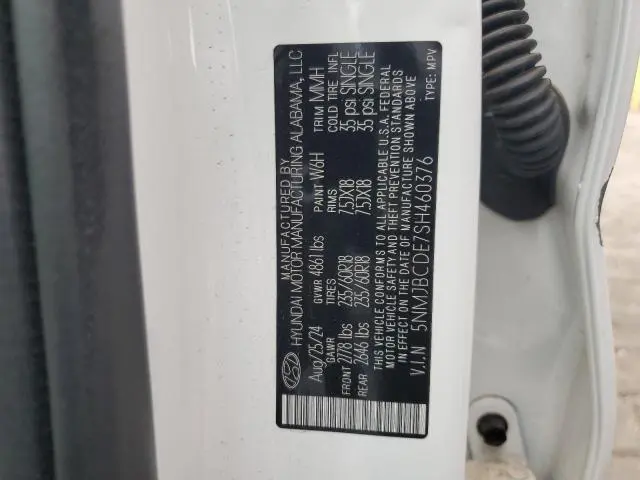 MANUFACTURED BY
HYUNDAI MOTOR MANUFACTURING ALABAMA, LLC
Aug/25/24 GVWR 4861 lbs PAINT W6H TRIM MMH
GAWR TIRES RIMS COLD TIRE INFL
FRONT 2778 lbs 235/60R18 7.5JX18 35 psi SINGLE
REAR 2646 lbs 235/60R18 7.5JX18 35 psi SINGLE
THIS VEHICLE CONFORMS TO ALL APPLICABLE U.S.A. FEDERAL
MOTOR VEHICLE SAFETY AND THEFT PREVENTION STANDARDS
IN EFFECT ON THE DATE OF MANUFACTURE SHOWN ABOVE
V.I.N 5NMJBCDE7SH460376 TYPE: MPV